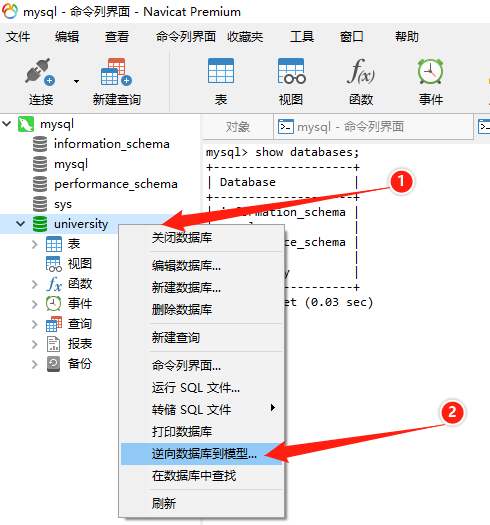 mysql - 命令列界面 - Navicat Premium
文件 编辑 查看 命令列界面 收藏夹 工具 窗口 帮助
连接 新建查询 表 视图 函数 事件
mysql
information_schema
mysql
performance_schema
sys
university
表
视图
函数
事件
查询
报表
备份
对象 mysql - 命令列界面
mysql> show databases;
+--------------------+
| Database |
+--------------------+
| information_schema |
ce_schema |
y |
--------+
et (0.03 sec)
1
关闭数据库
编辑数据库...
新建数据库...
删除数据库
新建查询
命令列界面...
运行 SQL 文件...
转储 SQL 文件
打印数据库
逆向数据库到模型...
在数据库中查找
刷新
2